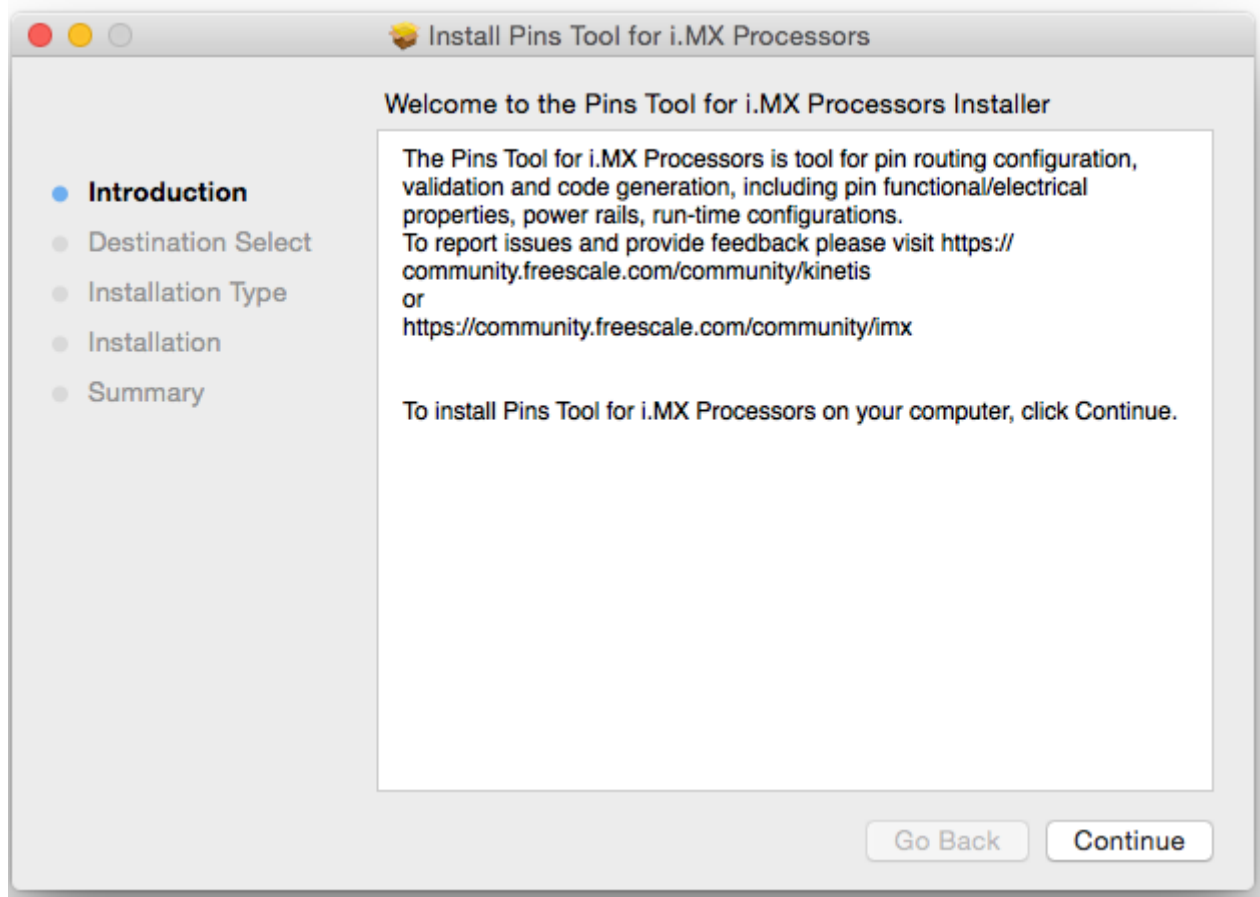 Install Pins Tool for i.MX Processors
Welcome to the Pins Tool for i.MX Processors Installer
Introduction
Destination Select
Installation Type
Installation
Summary
The Pins Tool for i.MX Processors is tool for pin routing configuration,
validation and code generation, including pin functional/electrical
properties, power rails, run-time configurations.
To report issues and provide feedback please visit https://
community.freescale.com/community/kinetis
or
https://community.freescale.com/community/imx
To install Pins Tool for i.MX Processors on your computer, click Continue.
Go Back
Continue